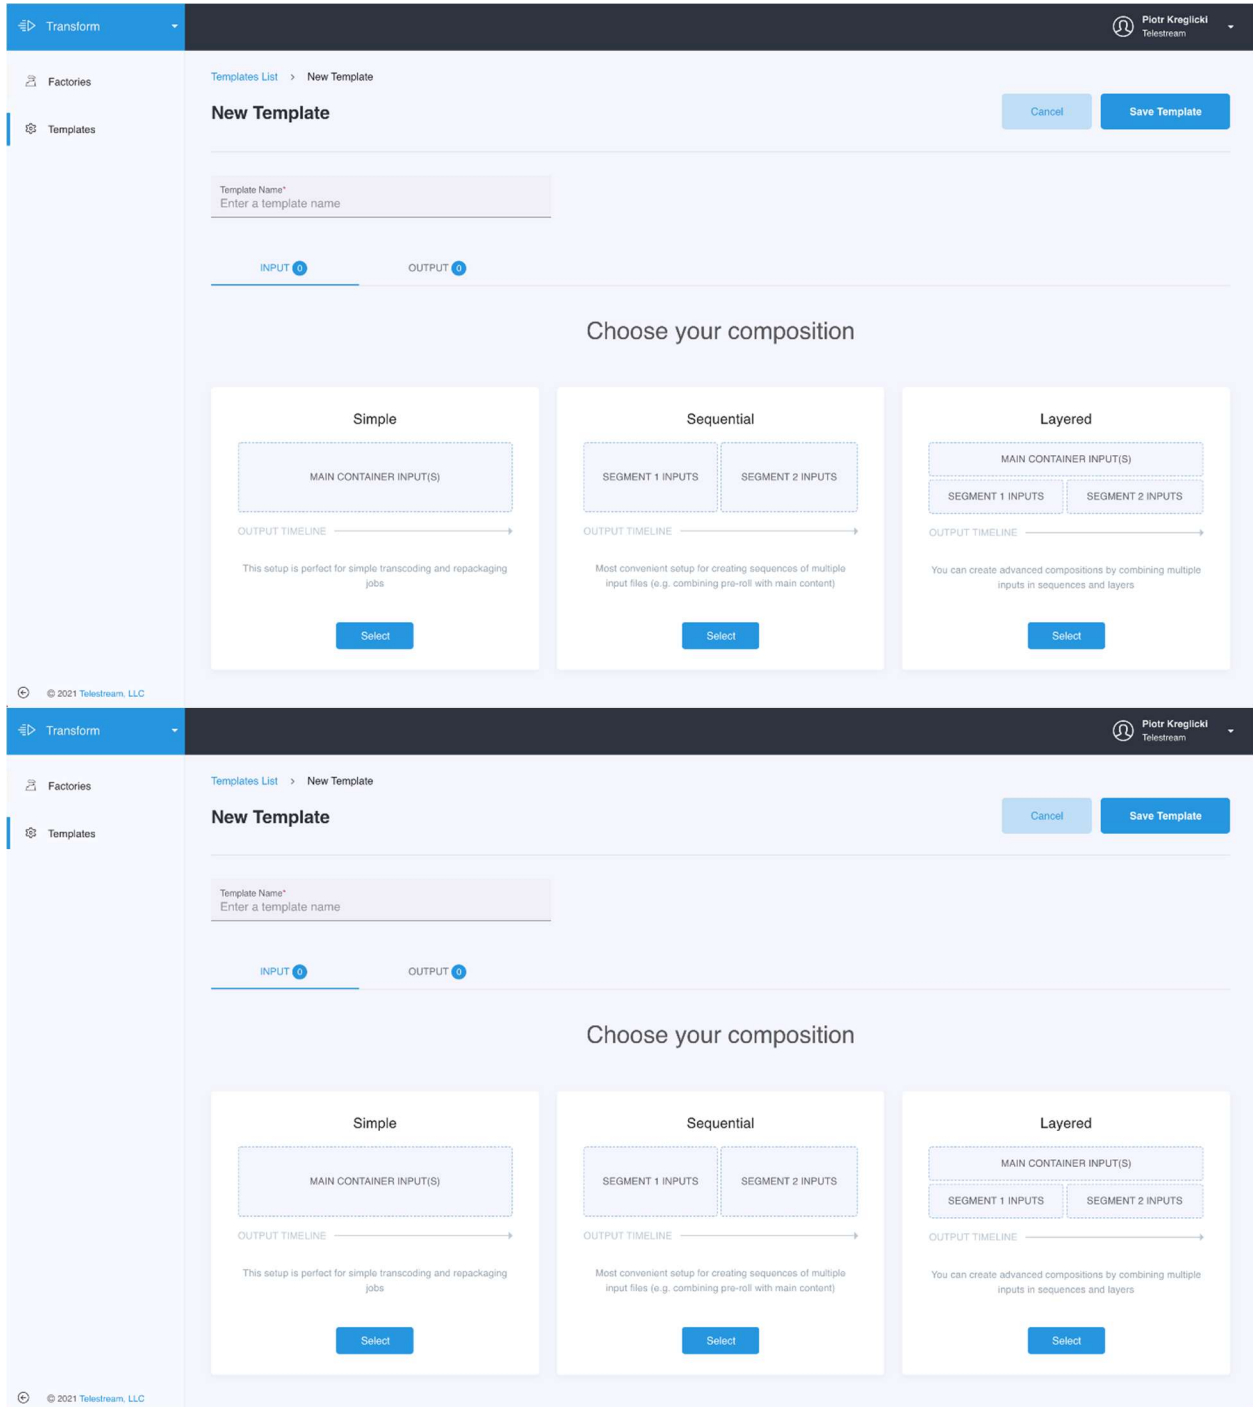 Transform
Piotr Kreglicki
Telestream
Factories
Templates
Templates List > New Template
New Template
Cancel
Save Template
Template Name*
Enter a template name
INPUT 0
OUTPUT 0
Choose your composition
Simple
MAIN CONTAINER INPUT(S)
OUTPUT TIMELINE
This setup is perfect for simple transcoding and repackaging
jobs
Select
Sequential
SEGMENT 1 INPUTS
SEGMENT 2 INPUTS
OUTPUT TIMELINE
Most convenient setup for creating sequences of multiple
input files (e.g. combining pre-roll with main content)
Select
Layered
MAIN CONTAINER INPUT(S)
SEGMENT 1 INPUTS
SEGMENT 2 INPUTS
OUTPUT TIMELINE
You can create advanced compositions by combining multiple
inputs in sequences and layers
Select
© 2021 Telestream, LLC
Transform
Piotr Kreglicki
Telestream
Factories
Templates
Templates List > New Template
New Template
Cancel
Save Template
Template Name*
Enter a template name
INPUT 0
OUTPUT 0
Choose your composition
Simple
MAIN CONTAINER INPUT(S)
OUTPUT TIMELINE
This setup is perfect for simple transcoding and repackaging
jobs
Select
Sequential
SEGMENT 1 INPUTS
SEGMENT 2 INPUTS
OUTPUT TIMELINE
Most convenient setup for creating sequences of multiple
input files (e.g. combining pre-roll with main content)
Select
Layered
MAIN CONTAINER INPUT(S)
SEGMENT 1 INPUTS
SEGMENT 2 INPUTS
OUTPUT TIMELINE
You can create advanced compositions by combining multiple
inputs in sequences and layers
Select
© 2021 Telestream, LLC